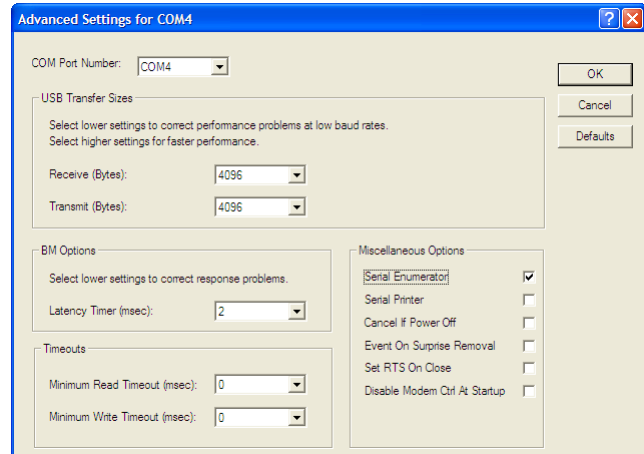 Advanced Settings for COM4
COM Port Number: COM4
OK
Cancel
Defaults
USB Transfer Sizes
Select lower settings to correct performance problems at low baud rates.
Select higher settings for faster performance.
Receive (Bytes): 4096
Transmit (Bytes): 4096
BM Options
Select lower settings to correct response problems.
Latency Timer (msec): 2
Timeouts
Minimum Read Timeout (msec): 0
Minimum Write Timeout (msec): 0
Miscellaneous Options
Serial Enumerator
Serial Printer
Cancel If Power Off
Event On Surprise Removal
Set RTS On Close
Disable Modem Ctrl At Startup